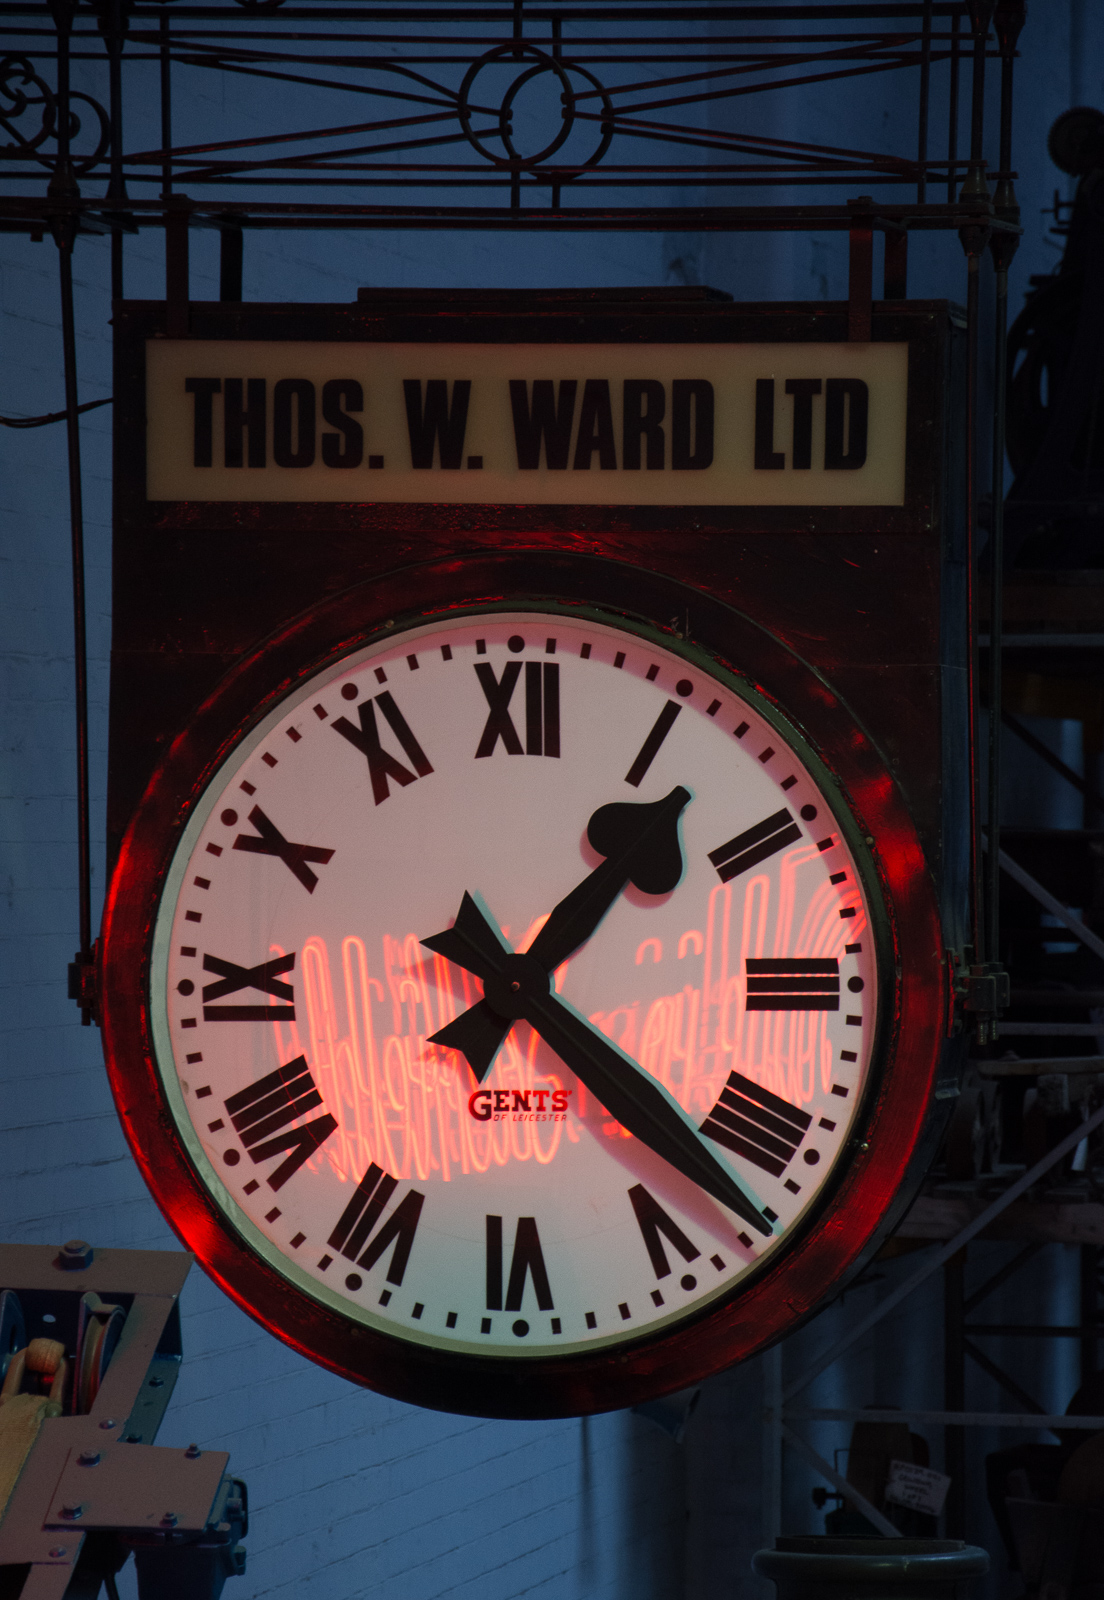 THOS. W. WARD LTD
XII
XI
I
X
II
IX
III
VIII
IIII
VII
V
VI
GENTS'
OF LEICESTER